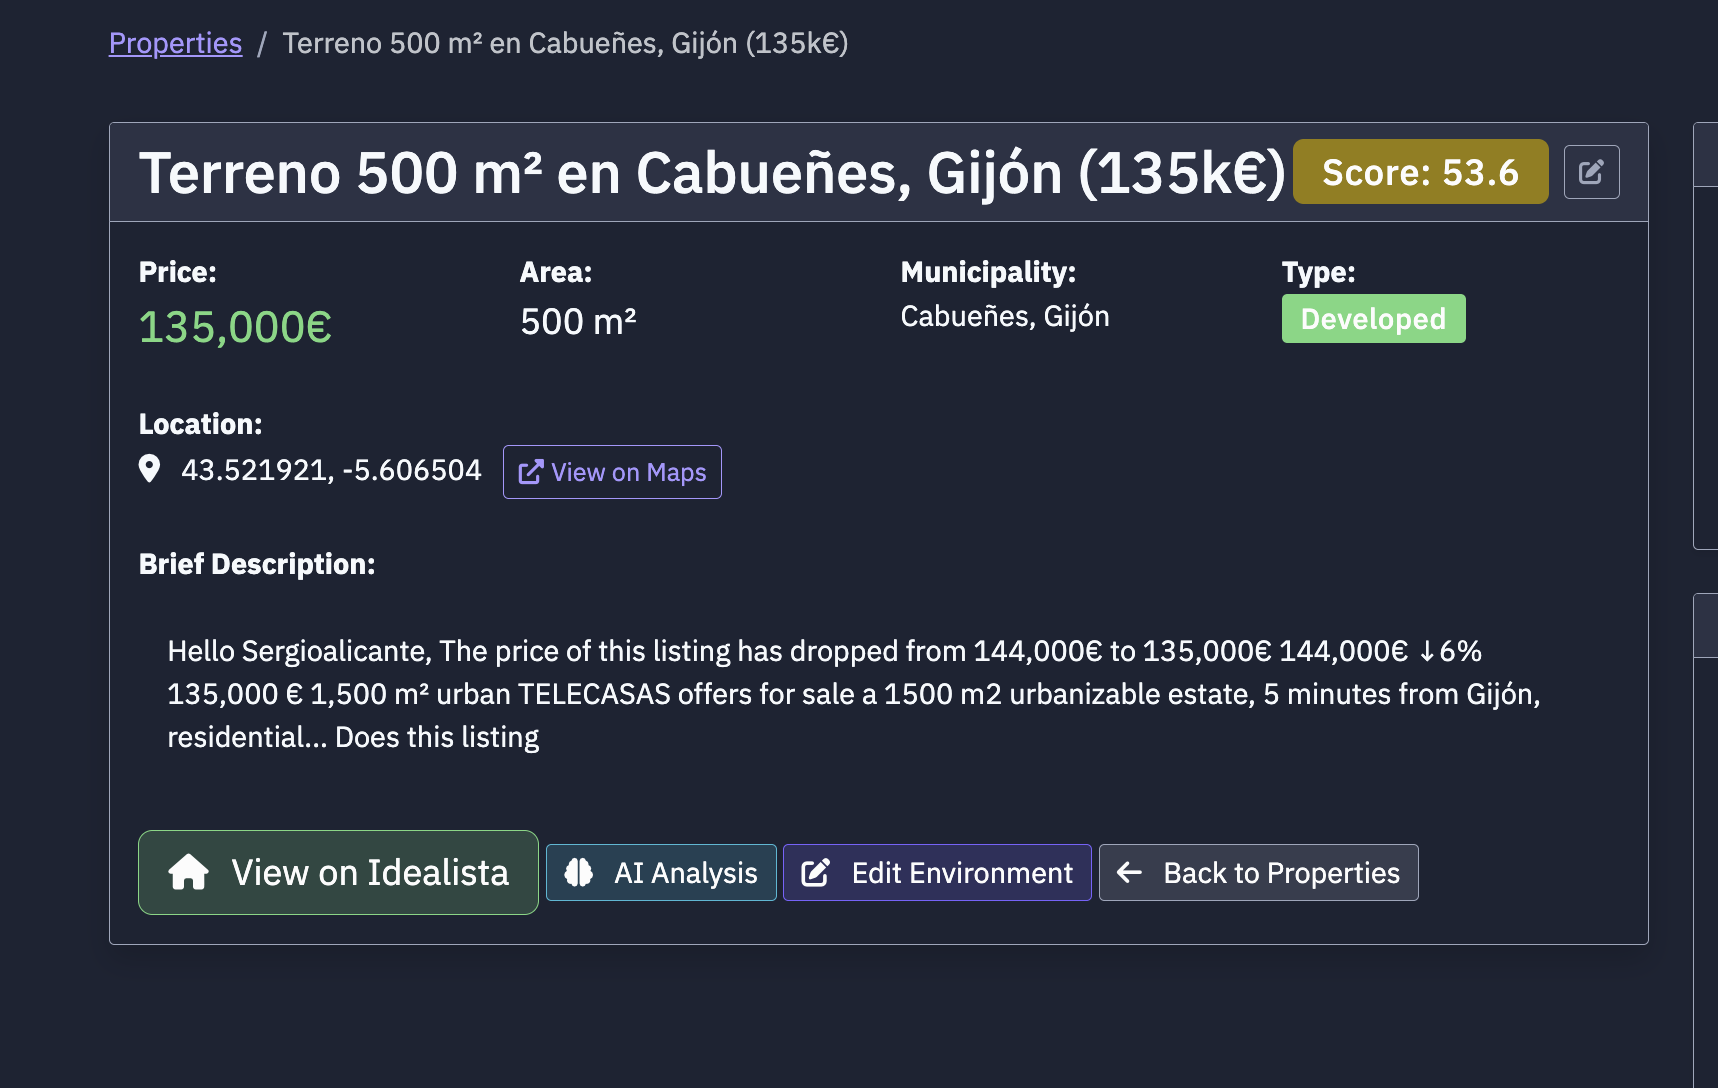 Properties / Terreno 500 m² en Cabueñes, Gijón (135k€)
Terreno 500 m² en Cabueñes, Gijón (135k€) Score: 53.6
Price: Area: Municipality: Type:
135,000€ 500 m² Cabueñes, Gijón Developed
Location:
43.521921, -5.606504 View on Maps
Brief Description:
Hello Sergioalicante, The price of this listing has dropped from 144,000€ to 135,000€ 144,000€ ↓6%
135,000 € 1,500 m² urban TELECASAS offers for sale a 1500 m2 urbanizable estate, 5 minutes from Gijón,
residential... Does this listing
View on Idealista AI Analysis Edit Environment Back to Properties